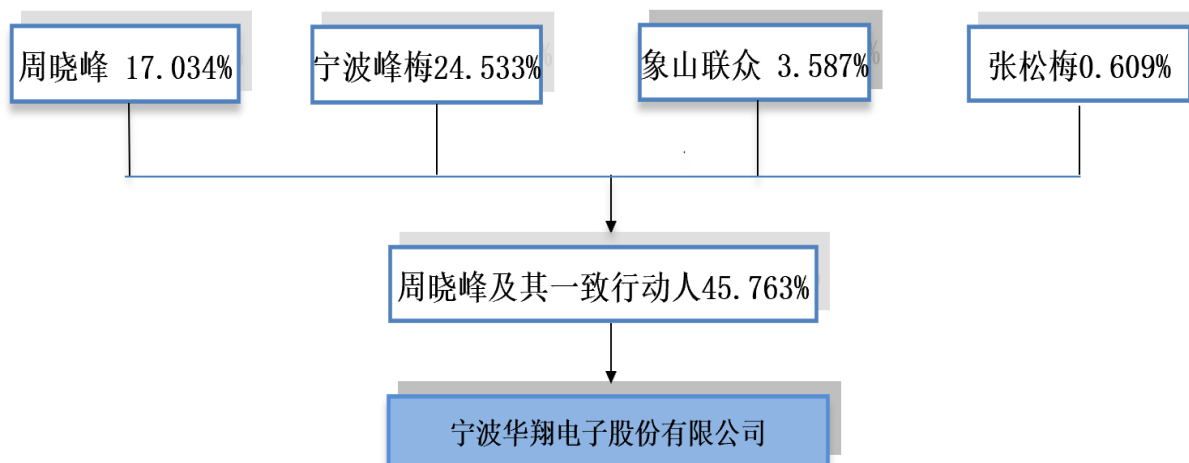 周晓峰 17.034%
宁波峰梅24.533%
象山联众 3.587%
张松梅0.609%
周晓峰及其一致行动人45.763%
宁波华翔电子股份有限公司